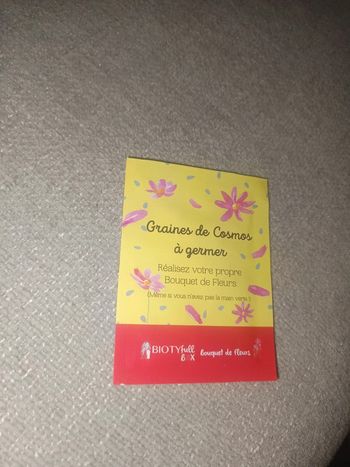 Graines de Cosmos
à germer
Réalisez votre propre
Bouquet de Fleurs
(Même si vous n'avez pas la main verte !)
BIOTYfull
BOX
Bouquet de fleurs